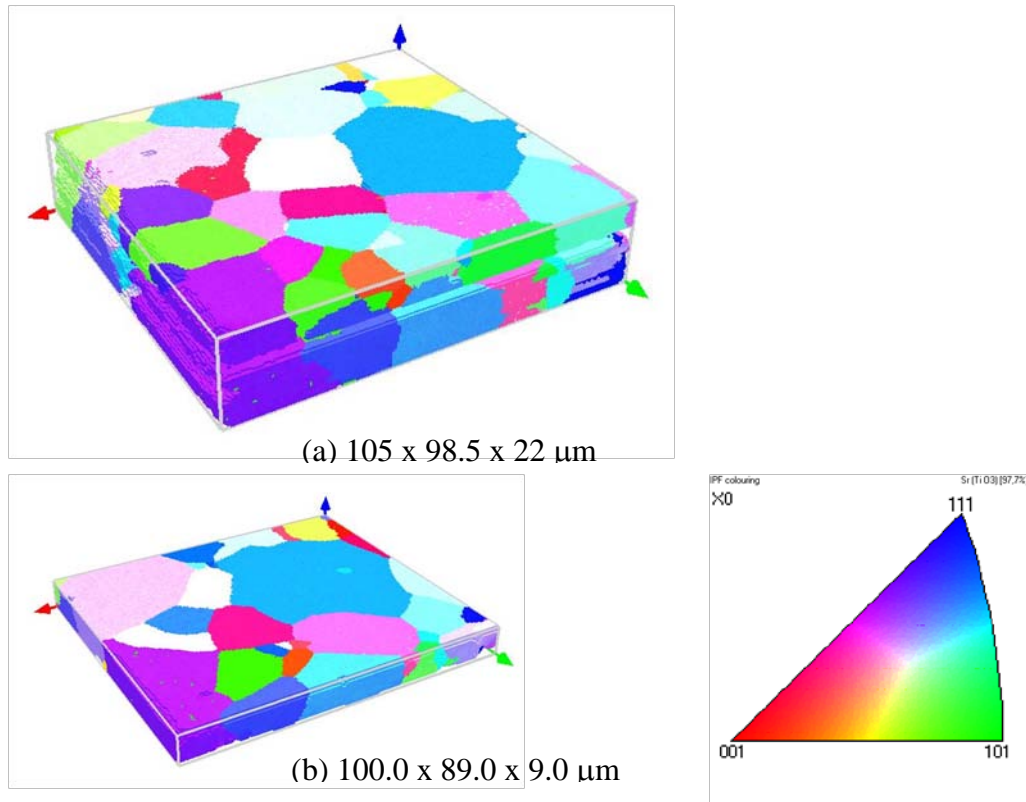 (a) 105 x 98.5 x 22 μm
(b) 100.0 x 89.0 x 9.0 μm
IPF colouring
Sr (Ti O3) [97,7%
X0
111
001
101